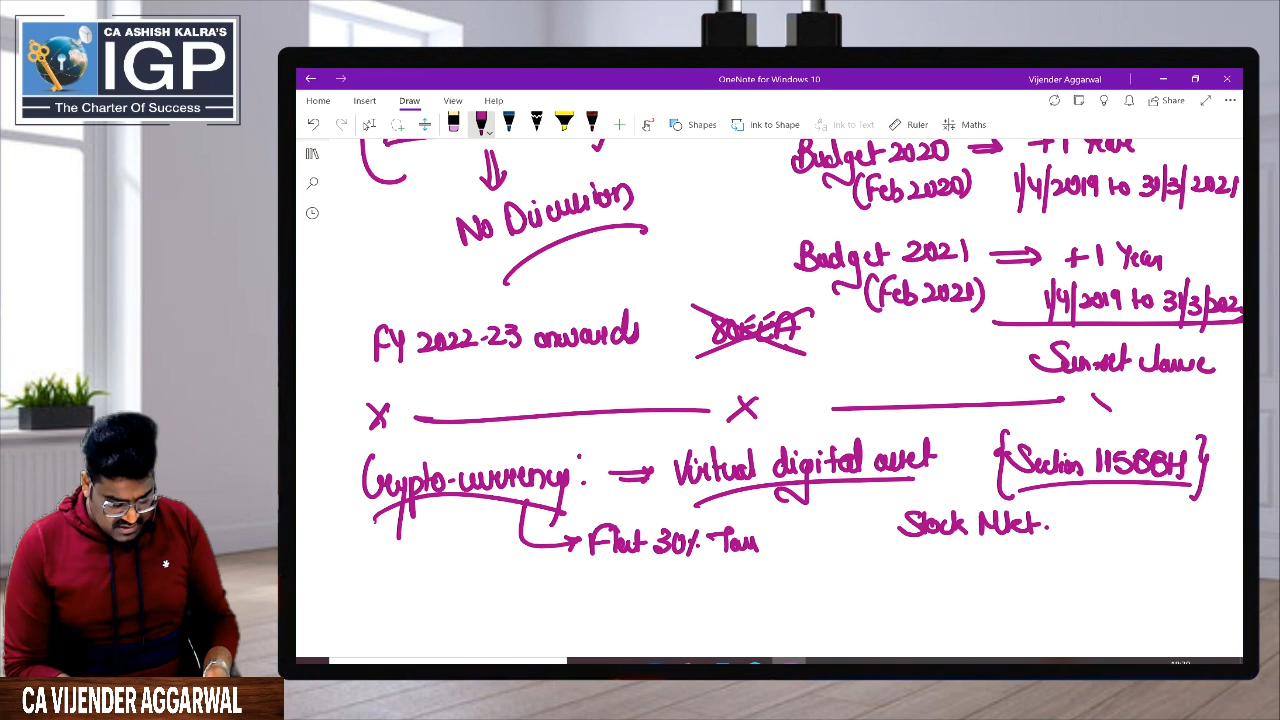 CA ASHISH KALRA'S
IGP
The Charter Of Success
OneNote for Windows 10
Vijender Aggarwal
Home Insert Draw View Help
Share
Shapes Ink to Shape Ink to Text Ruler Maths
Budget 2020 ⇒ +1 Year
(Feb 2020) 1/4/2019 to 31/3/2021
No Discussion
Budget 2021 ⇒ +1 Year
(Feb 2021) 1/4/2019 to 31/3/202
FY 2022-23 onwards 80EEA
Sun-set clause
X X
Crypto-currency: ⇒ Virtual digital asset {Section 115BBH}
Flat 30% Tax
Stock Mkt.
CA VIJENDER AGGARWAL